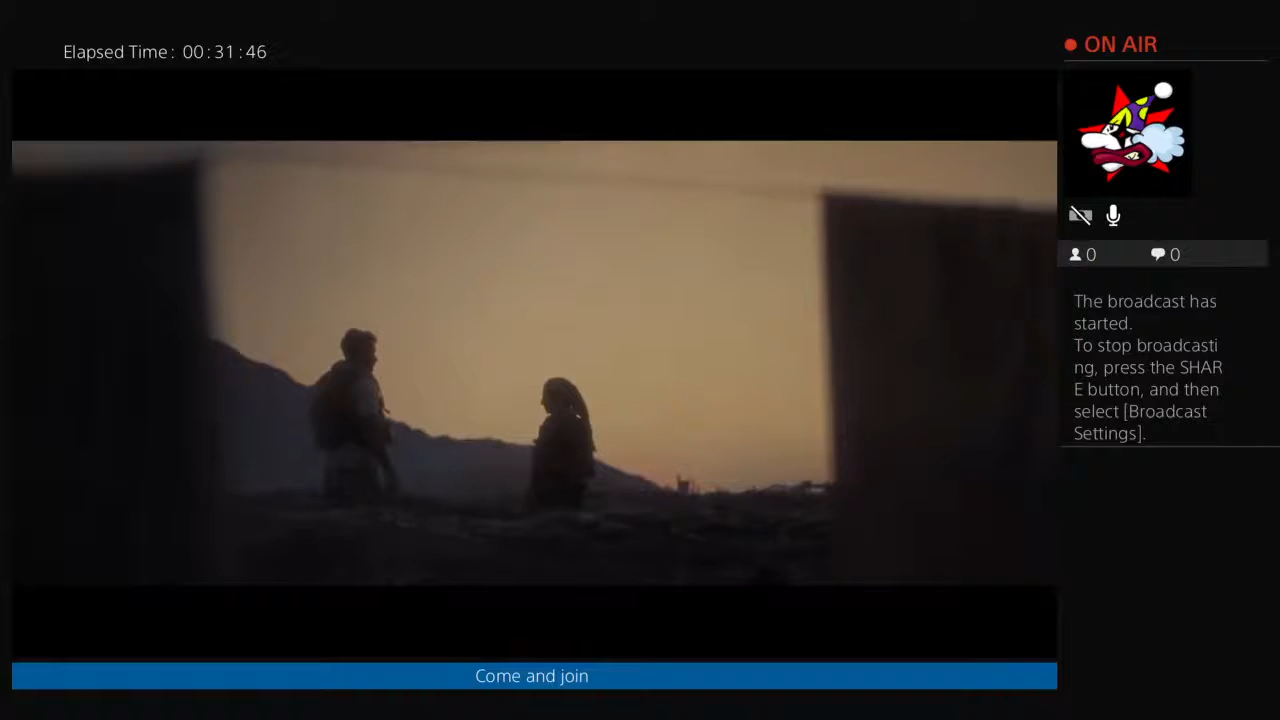 Elapsed Time: 00:31:46
ON AIR
0
0
The broadcast has
started.
To stop broadcasti
ng, press the SHAR
E button, and then
select [Broadcast
Settings].
Come and join